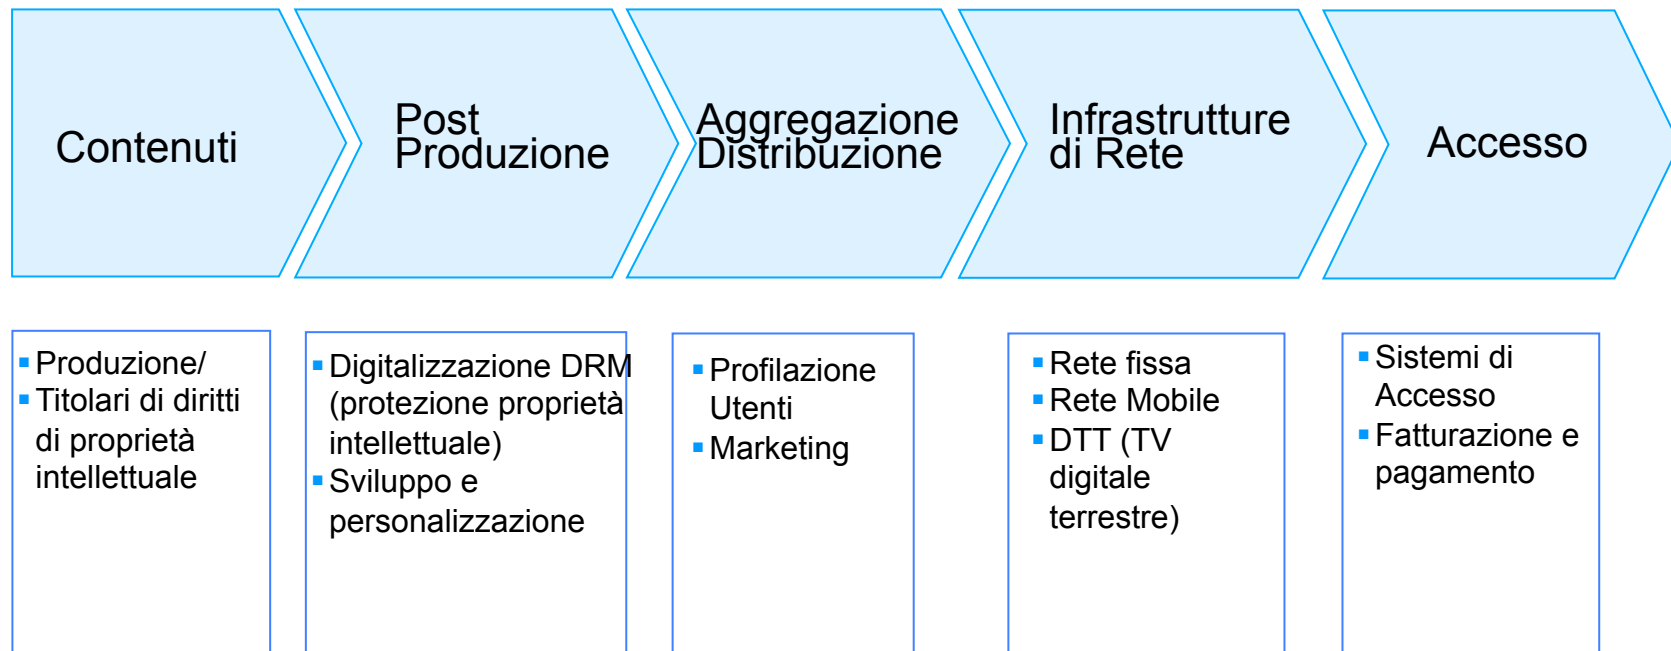 Contenuti
Post
Produzione
Aggregazione
Distribuzione
Infrastrutture
di Rete
Accesso
▪ Produzione/
▪ Titolari di diritti
di proprietà
intellettuale
▪ Digitalizzazione DRM
(protezione proprietà
intellettuale)
▪ Sviluppo e
personalizzazione
▪ Profilazione
Utenti
▪ Marketing
▪ Rete fissa
▪ Rete Mobile
▪ DTT (TV
digitale
terrestre)
▪ Sistemi di
Accesso
▪ Fatturazione e
pagamento